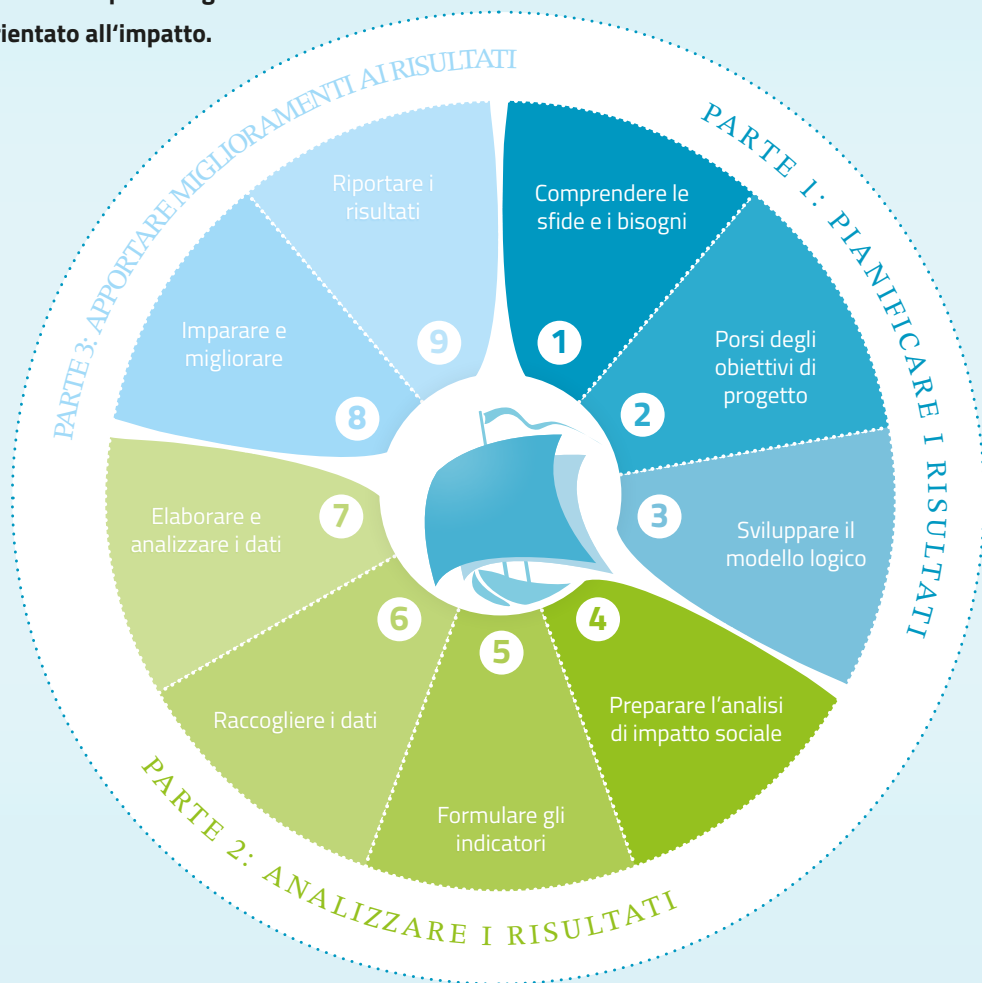 all'impatto.
PARTE 1: PIANIFICARE I RISULTATI
Comprendere le
sfide e i bisogni
1
Porsi degli
obiettivi di
progetto
2
Sviluppare il
modello logico
3
PARTE 2: ANALIZZARE I RISULTATI
Preparare l'analisi
di impatto sociale
4
Formulare gli
indicatori
5
Raccogliere i dati
6
Elaborare e
analizzare i dati
7
PARTE 3: APPORTARE MIGLIORAMENTI AI RISULTATI
Imparare e
migliorare
8
Riportare i
risultati
9